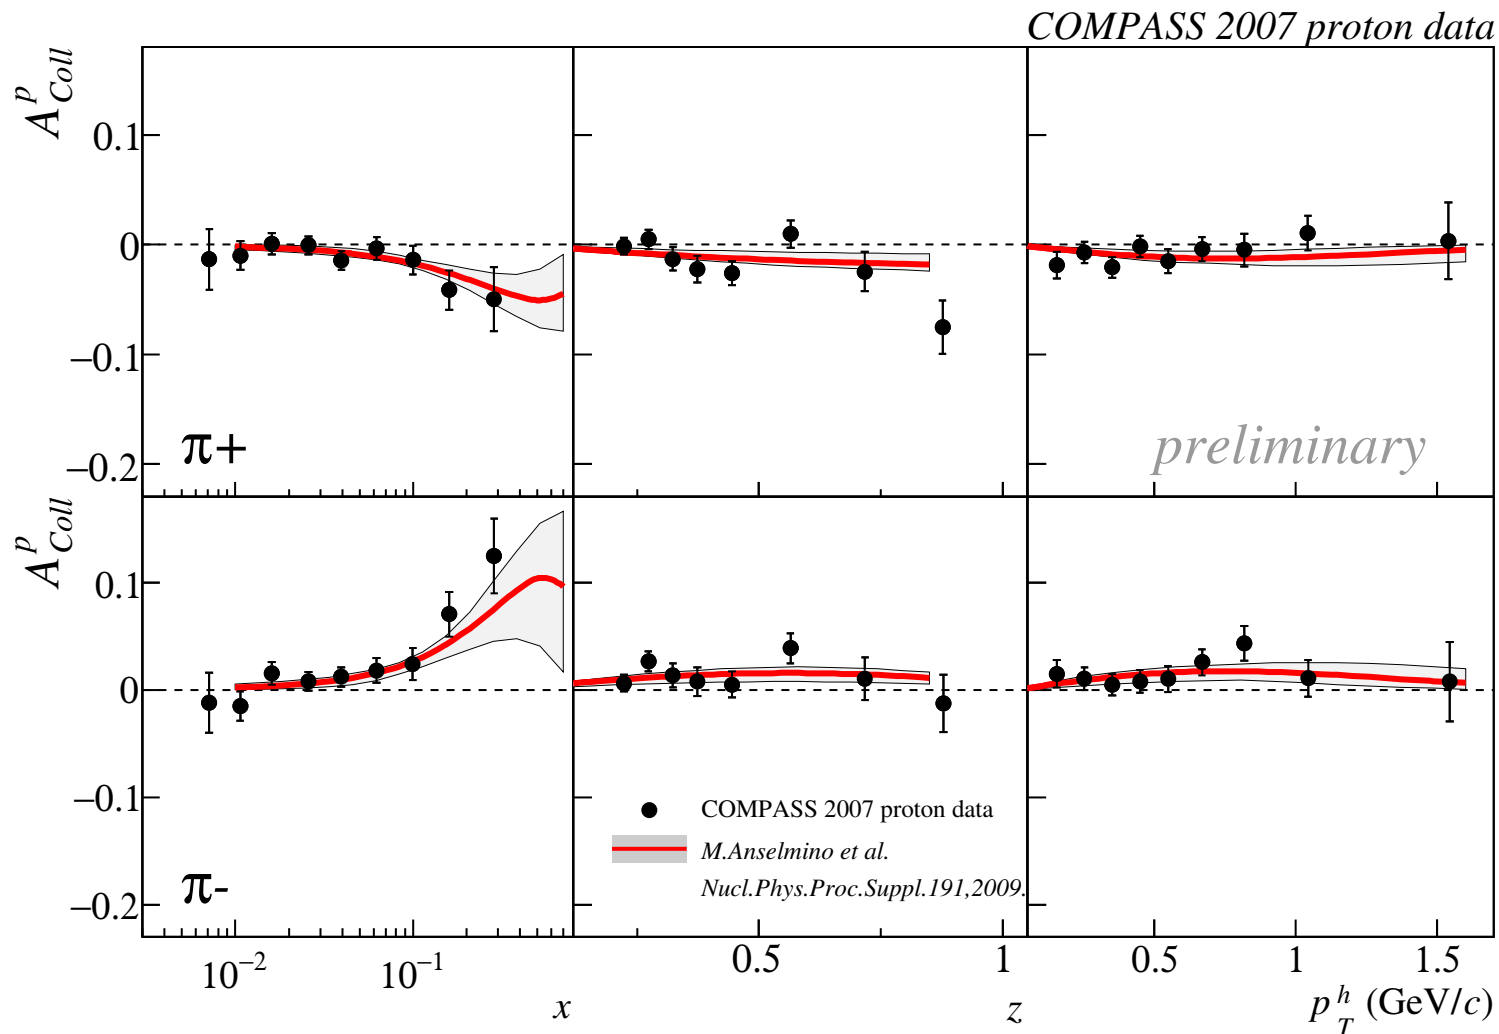 COMPASS 2007 proton data
A^p_Coll
0.1
0
−0.1
−0.2
π+
preliminary
A^p_Coll
0.1
0
−0.1
−0.2
π-
COMPASS 2007 proton data
M.Anselmino et al.
Nucl.Phys.Proc.Suppl.191,2009.
10^−2 10^−1
0.5 1
0.5 1 1.5
x
z
p_T^h (GeV/c)